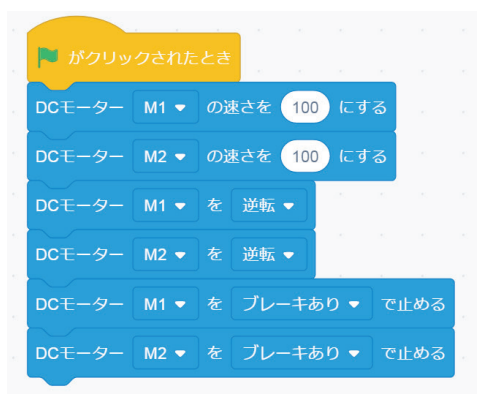 がクリックされたとき
DCモーター M1 の速さを 100 にする
DCモーター M2 の速さを 100 にする
DCモーター M1 を 逆転
DCモーター M2 を 逆転
DCモーター M1 を ブレーキあり で止める
DCモーター M2 を ブレーキあり で止める